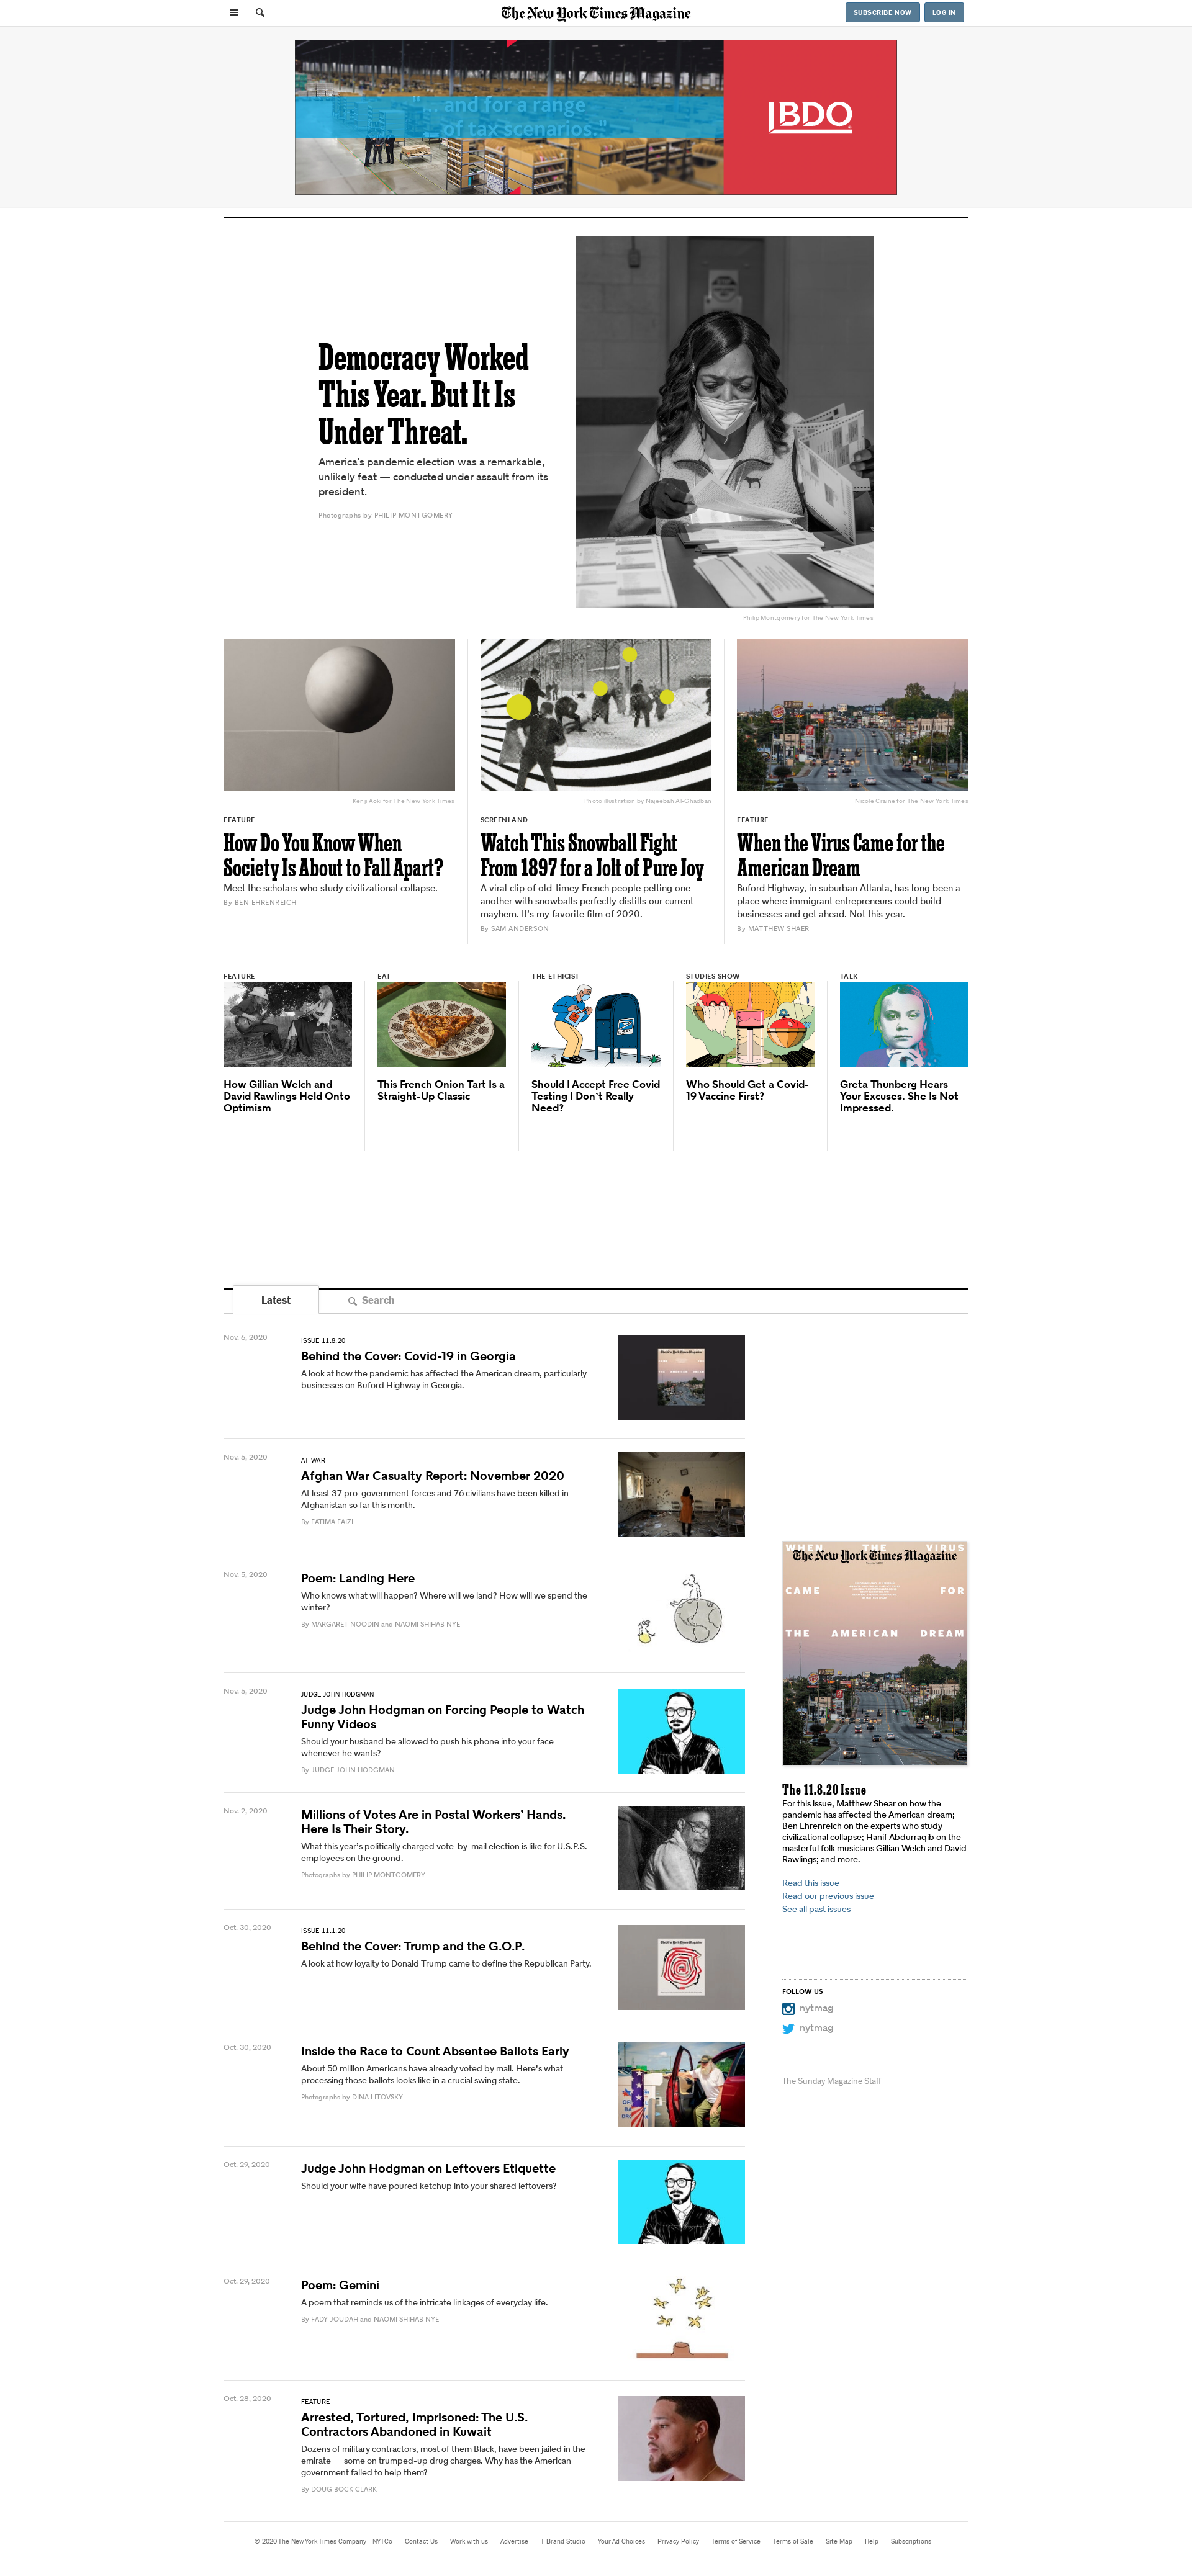 The New York Times Magazine
SUBSCRIBE NOW
LOG IN
"... and for a range
of tax scenarios."
BDO
Democracy Worked
This Year. But It Is
Under Threat.
America's pandemic election was a remarkable,
unlikely feat — conducted under assault from its
president.
Photographs by PHILIP MONTGOMERY
Philip Montgomery for The New York Times
Kenji Aoki for The New York Times
FEATURE
How Do You Know When
Society Is About to Fall Apart?
Meet the scholars who study civilizational collapse.
By BEN EHRENREICH
Photo illustration by Najeebah Al-Ghadban
SCREENLAND
Watch This Snowball Fight
From 1897 for a Jolt of Pure Joy
A viral clip of old-timey French people pelting one
another with snowballs perfectly distills our current
mayhem. It's my favorite film of 2020.
By SAM ANDERSON
Nicole Craine for The New York Times
FEATURE
When the Virus Came for the
American Dream
Buford Highway, in suburban Atlanta, has long been a
place where immigrant entrepreneurs could build
businesses and get ahead. Not this year.
By MATTHEW SHAER
FEATURE
How Gillian Welch and
David Rawlings Held Onto
Optimism
EAT
This French Onion Tart Is a
Straight-Up Classic
THE ETHICIST
Should I Accept Free Covid
Testing I Don't Really
Need?
STUDIES SHOW
Who Should Get a Covid-
19 Vaccine First?
TALK
Greta Thunberg Hears
Your Excuses. She Is Not
Impressed.
Latest
Search
Nov. 6, 2020
ISSUE 11.8.20
Behind the Cover: Covid-19 in Georgia
A look at how the pandemic has affected the American dream, particularly
businesses on Buford Highway in Georgia.
Nov. 5, 2020
AT WAR
Afghan War Casualty Report: November 2020
At least 37 pro-government forces and 76 civilians have been killed in
Afghanistan so far this month.
By FATIMA FAIZI
Nov. 5, 2020
Poem: Landing Here
Who knows what will happen? Where will we land? How will we spend the
winter?
By MARGARET NOODIN and NAOMI SHIHAB NYE
Nov. 5, 2020
JUDGE JOHN HODGMAN
Judge John Hodgman on Forcing People to Watch
Funny Videos
Should your husband be allowed to push his phone into your face
whenever he wants?
By JUDGE JOHN HODGMAN
Nov. 2, 2020
Millions of Votes Are in Postal Workers' Hands.
Here Is Their Story.
What this year's politically charged vote-by-mail election is like for U.S.P.S.
employees on the ground.
Photographs by PHILIP MONTGOMERY
Oct. 30, 2020
ISSUE 11.1.20
Behind the Cover: Trump and the G.O.P.
A look at how loyalty to Donald Trump came to define the Republican Party.
Oct. 30, 2020
Inside the Race to Count Absentee Ballots Early
About 50 million Americans have already voted by mail. Here's what
processing those ballots looks like in a crucial swing state.
Photographs by DINA LITOVSKY
Oct. 29, 2020
Judge John Hodgman on Leftovers Etiquette
Should your wife have poured ketchup into your shared leftovers?
Oct. 29, 2020
Poem: Gemini
A poem that reminds us of the intricate linkages of everyday life.
By FADY JOUDAH and NAOMI SHIHAB NYE
Oct. 28, 2020
FEATURE
Arrested, Tortured, Imprisoned: The U.S.
Contractors Abandoned in Kuwait
Dozens of military contractors, most of them Black, have been jailed in the
emirate — some on trumped-up drug charges. Why has the American
government failed to help them?
By DOUG BOCK CLARK
WHEN THE VIRUS
The New York Times Magazine
CAME FOR
THE AMERICAN DREAM
The 11.8.20 Issue
For this issue, Matthew Shear on how the
pandemic has affected the American dream;
Ben Ehrenreich on the experts who study
civilizational collapse; Hanif Abdurraqib on the
masterful folk musicians Gillian Welch and David
Rawlings; and more.
Read this issue
Read our previous issue
See all past issues
FOLLOW US
nytmag
nytmag
The Sunday Magazine Staff
© 2020 The New York Times Company NYTCo Contact Us Work with us Advertise T Brand Studio Your Ad Choices Privacy Policy Terms of Service Terms of Sale Site Map Help Subscriptions